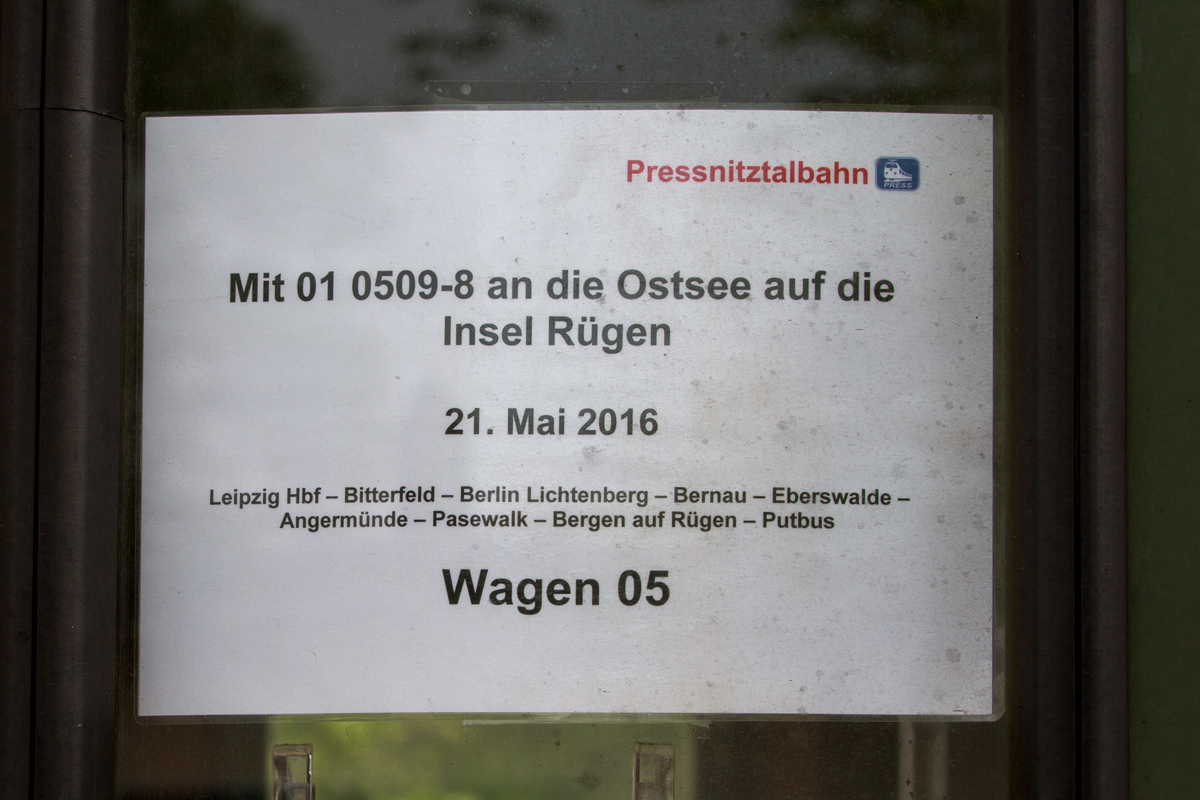 Pressnitztalbahn PRESS
Mit 01 0509-8 an die Ostsee auf die
Insel Rügen
21. Mai 2016
Leipzig Hbf – Bitterfeld – Berlin Lichtenberg – Bernau – Eberswalde –
Angermünde – Pasewalk – Bergen auf Rügen – Putbus
Wagen 05